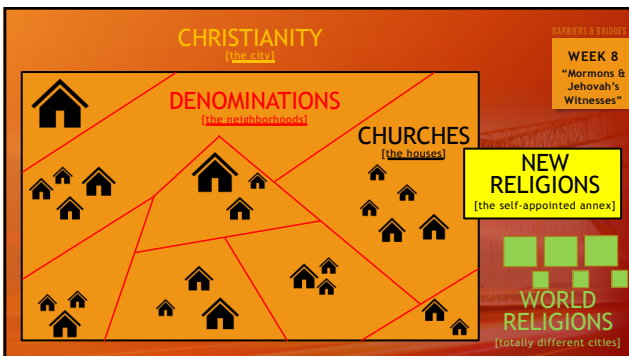 CHRISTIANITY
[the city]
BARRIERS & BRIDGES
WEEK 8
“Mormons &
Jehovah’s
Witnesses”
DENOMINATIONS
[the neighborhoods]
CHURCHES
[the houses]
NEW
RELIGIONS
[the self-appointed annex]
WORLD
RELIGIONS
[totally different cities]